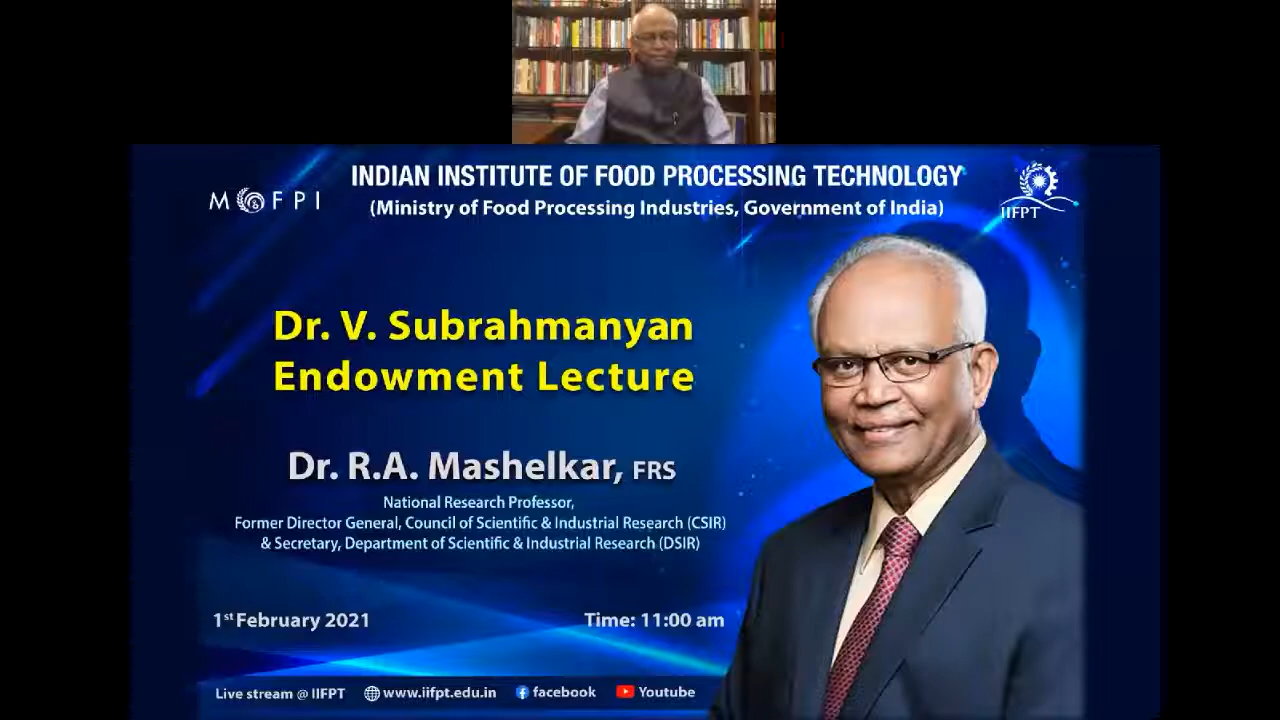 INDIAN INSTITUTE OF FOOD PROCESSING TECHNOLOGY
MOFPI
(Ministry of Food Processing Industries, Government of India)
IIFPT
Dr. V. Subrahmanyan
Endowment Lecture
Dr. R.A. Mashelkar, FRS
National Research Professor,
Former Director General, Council of Scientific & Industrial Research (CSIR)
& Secretary, Department of Scientific & Industrial Research (DSIR)
1st February 2021
Time: 11:00 am
Live stream @ IIFPT www.iifpt.edu.in facebook Youtube